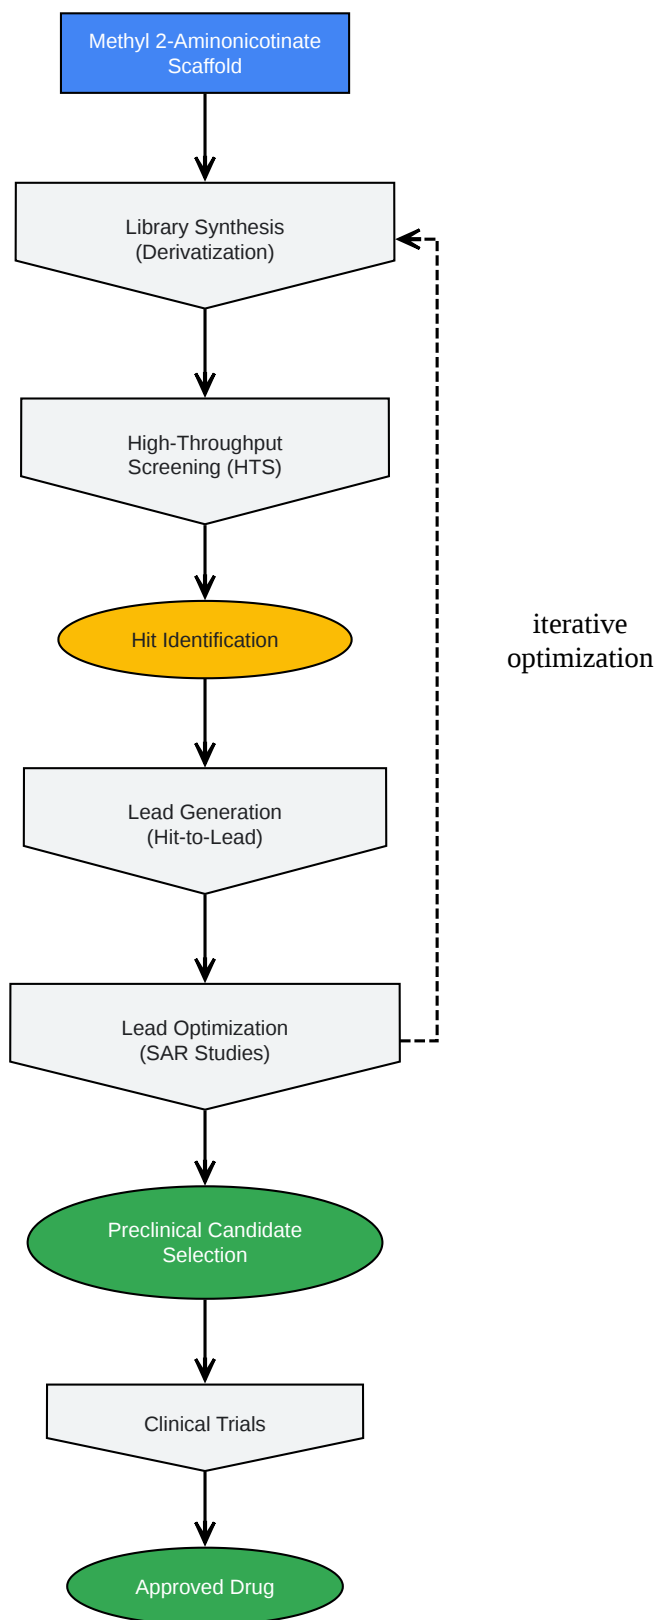 Methyl 2-Aminonicotinate
Scaffold
Library Synthesis
(Derivatization)
High-Throughput
Screening (HTS)
Hit Identification
iterative
optimization
Lead Generation
(Hit-to-Lead)
Lead Optimization
(SAR Studies)
Preclinical Candidate
Selection
Clinical Trials
Approved Drug